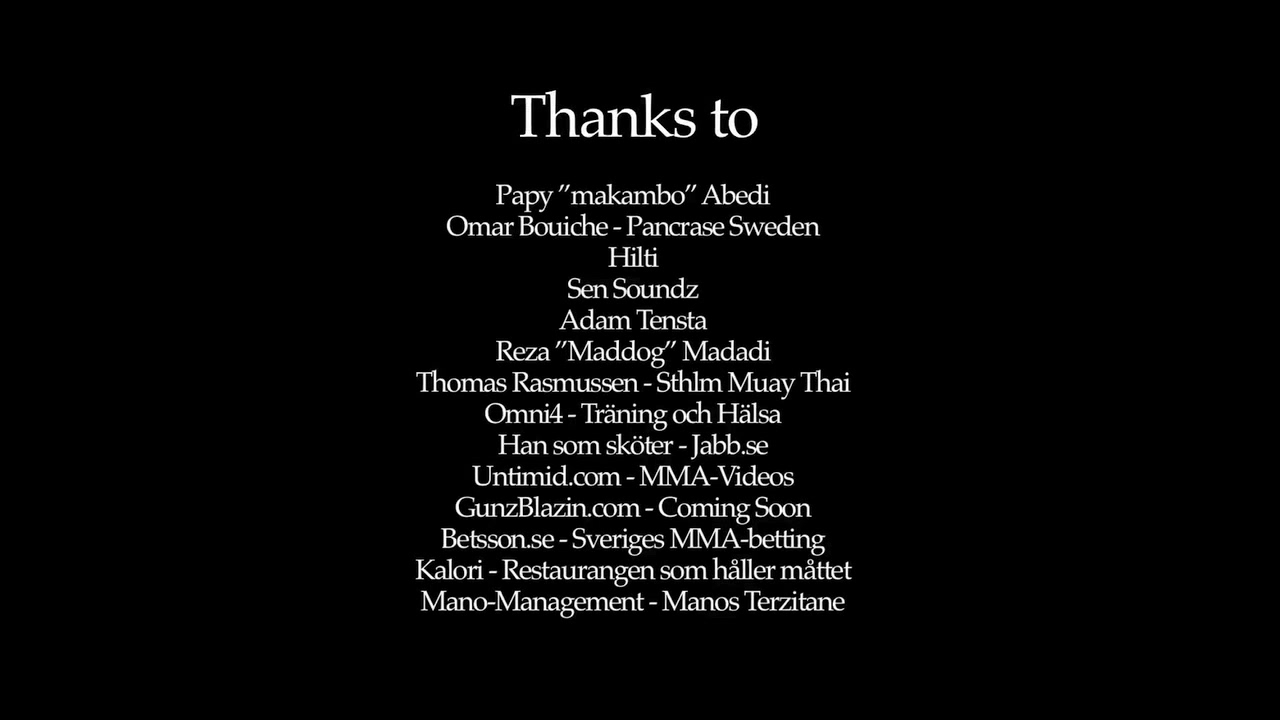 Thanks to
Papy ”makambo” Abedi
Omar Bouiche - Pancrase Sweden
Hilti
Sen Soundz
Adam Tensta
Reza ”Maddog” Madadi
Thomas Rasmussen - Sthlm Muay Thai
Omni4 - Träning och Hälsa
Han som sköter - Jabb.se
Untimid.com - MMA-Videos
GunzBlazin.com - Coming Soon
Betsson.se - Sveriges MMA-betting
Kalori - Restaurangen som håller måttet
Mano-Management - Manos Terzitane